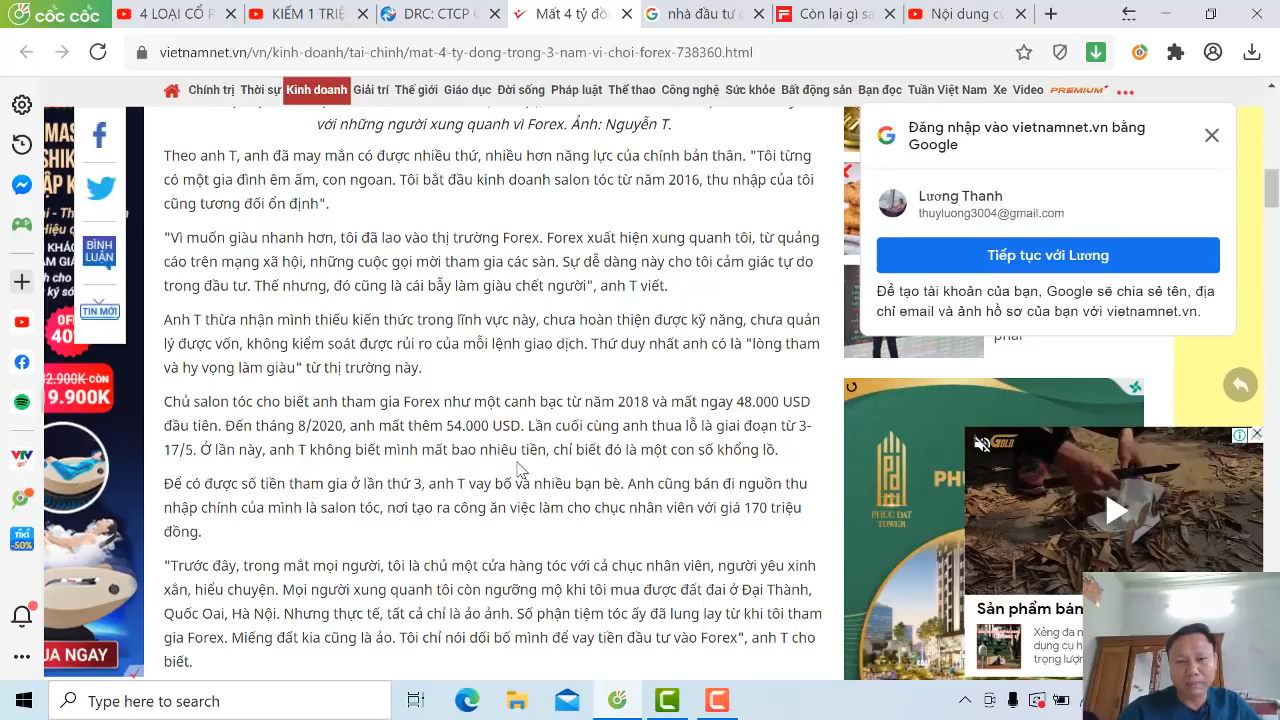 cốc cốc
4 LOẠI CỔ P
KIẾM 1 TRIỆ
DRC: CTCP
ất 4 tỷ đồ
nhà đầu
Còn lại gì sa
vietnamnet.vn/vn/kinh-doanh/tai-chinh/mat-4-ty-dong-trong-3-nam-vi-choi-forex-738360.html
Chính trị Thời sự Kinh doanh Giải trí Thế giới Giáo dục Đời sống Pháp luật Thể thao Công nghệ Sức khỏe Bất động sản Bạn đọc Tuần Việt Nam Xe Video PREMIUM
với những người xung quanh vì Forex. Ảnh: Nguyễn T.
Theo anh T, anh đã may mắn có được nhiều thứ nhiều hơn năng lực của chính bản thân. "Tôi từng
có một gia đình êm ấm, con ngoan. Tôi bắt đầu kinh doanh salon tóc từ năm 2016, thu nhập của tôi
cũng tương đối ổn định".
"Vì muốn giàu nhanh hơn, tôi đã lao vào thị trường Forex. Forex xuất hiện xung quanh tôi, từ quảng
cáo trên mạng xã hội, những cuộc gọi mời tham gia các sàn. Sự dễ dàng này cho tôi cảm giác tự do
trong đầu tư. Thế nhưng, đó cũng là cái bẫy làm giàu chết người", anh T viết.
Anh T thừa nhận mình thiếu kiến thức trong lĩnh vực này, chưa hoàn thiện được kỹ năng, chưa quản
lý được vốn, không kiểm soát được rủi ro của mỗi lệnh giao dịch. Thứ duy nhất anh có là "lòng tham
và hy vọng làm giàu" từ thị trường này.
Chủ salon tóc cho biết anh tham gia Forex như một canh bạc từ năm 2018 và mất ngay 48.000 USD
đầu tiên. Đến tháng 8/2020, anh mất thêm 54.000 USD. Lần cuối cùng anh thua lỗ là giai đoạn từ 3-
17/5. Ở lần này, anh T không biết mình mất bao nhiêu tiền, chỉ biết đó là một con số khổng lồ.
Để có được số tiền tham gia ở lần thứ 3, anh T vay bố và nhiều bạn bè. Anh cũng bán đi nguồn thu
nhập chính của mình là salon tóc, nơi tạo ra công ăn việc làm cho chục nhân viên với giá 170 triệu
đồng.
"Trước đây, trong mắt mọi người, tôi là chủ một cửa hàng tóc với cả chục nhân viên, người yêu xinh
xắn, hiểu chuyện. Mọi người xung quanh tôi còn ngưỡng mộ khi tôi mua được đất đai ở Đại Thành,
Quốc Oai, Hà Nội. Nhưng thực tế, tất cả chỉ là ảo ảnh. Số phận tiệm tóc ấy đã lung lay từ khi tôi tham
gia Forex. Miếng đất kia cũng là ảo. Tôi chỉ nói dối bố mình để vay tiền đầu tư vào Forex", anh T cho
biết.
BÌNH
LUẬN
TIN MỚI
OFF
40%
2.900K CÒN
19.900K
UA NGAY
VTV
go
TIKI
-50%
Đăng nhập vào vietnamnet.vn bằng
Google
Lương Thanh
thuyluong3004@gmail.com
Tiếp tục với Lương
Để tạo tài khoản của bạn, Google sẽ chia sẻ tên, địa
chỉ email và ảnh hồ sơ của bạn với vietnamnet.vn.
phải
PHÚC ĐẠT
TOWER
GOLD
Sản phẩm bán
Xẻng đa n
dụng cụ h
trọng lượn
Type here to search